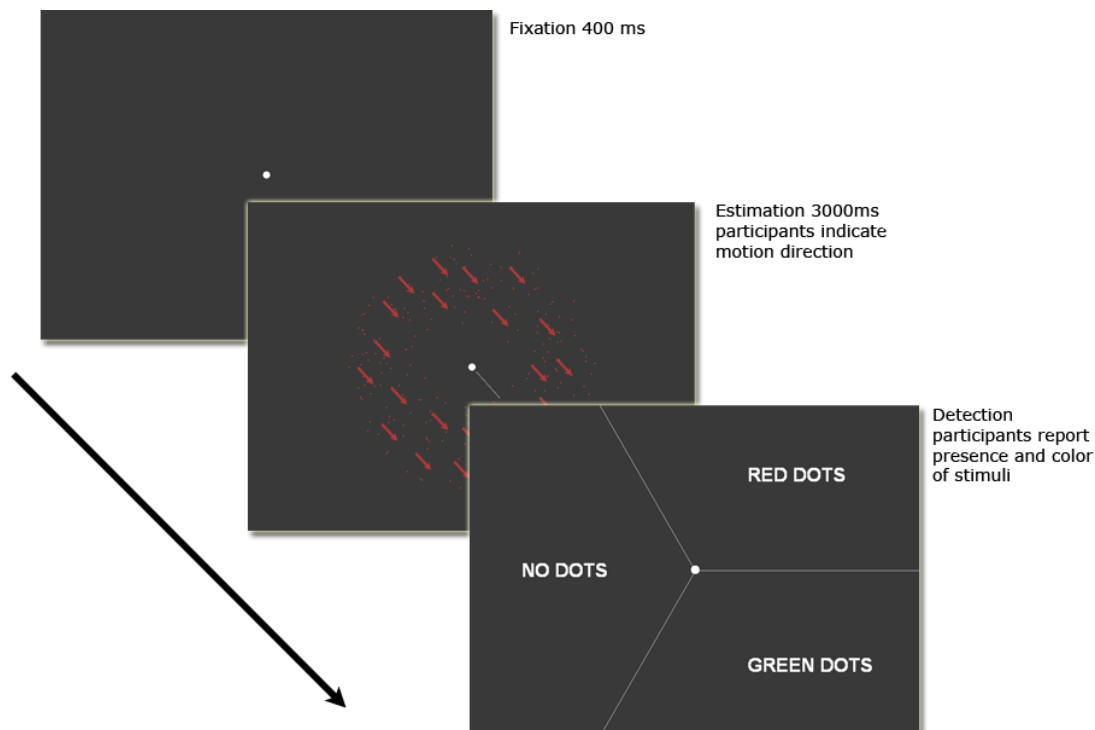 Fixation 400 ms
Estimation 3000ms
participants indicate
motion direction
Detection
participants report
presence and color
of stimuli
RED DOTS
NO DOTS
GREEN DOTS